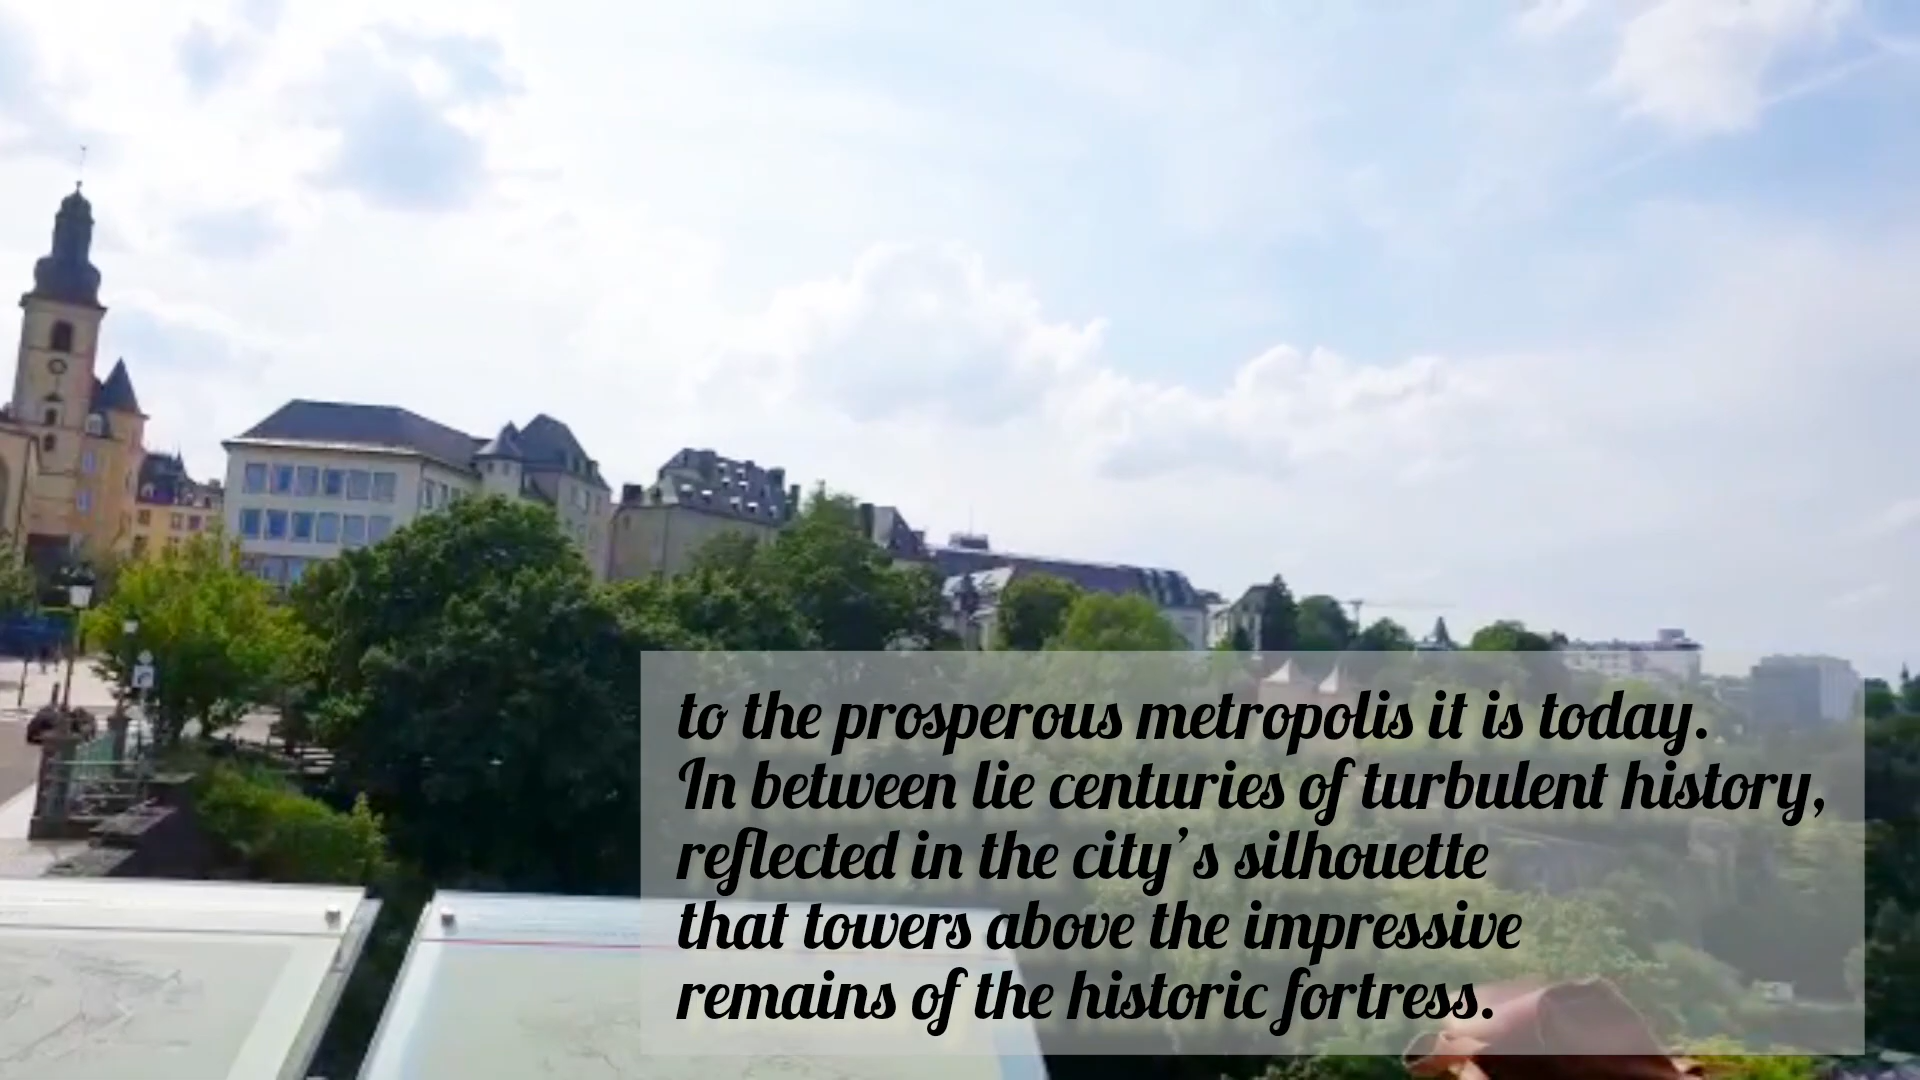 to the prosperous metropolis it is today.
In between lie centuries of turbulent history,
reflected in the city's silhouette
that towers above the impressive
remains of the historic fortress.